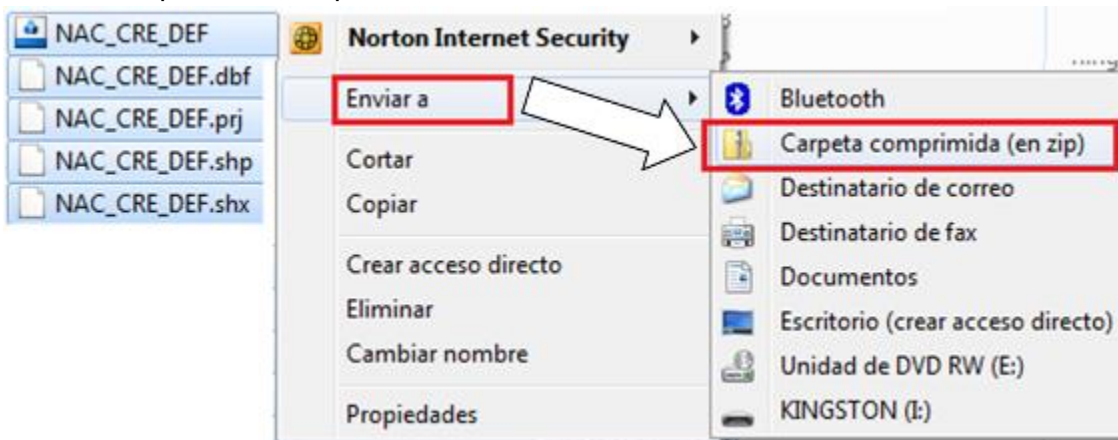 NAC_CRE_DEF
NAC_CRE_DEF.dbf
NAC_CRE_DEF.prj
NAC_CRE_DEF.shp
NAC_CRE_DEF.shx
Norton Internet Security
Enviar a
Cortar
Copiar
Crear acceso directo
Eliminar
Cambiar nombre
Propiedades
Bluetooth
Carpeta comprimida (en zip)
Destinatario de correo
Destinatario de fax
Documentos
Escritorio (crear acceso directo)
Unidad de DVD RW (E:)
KINGSTON (I:)